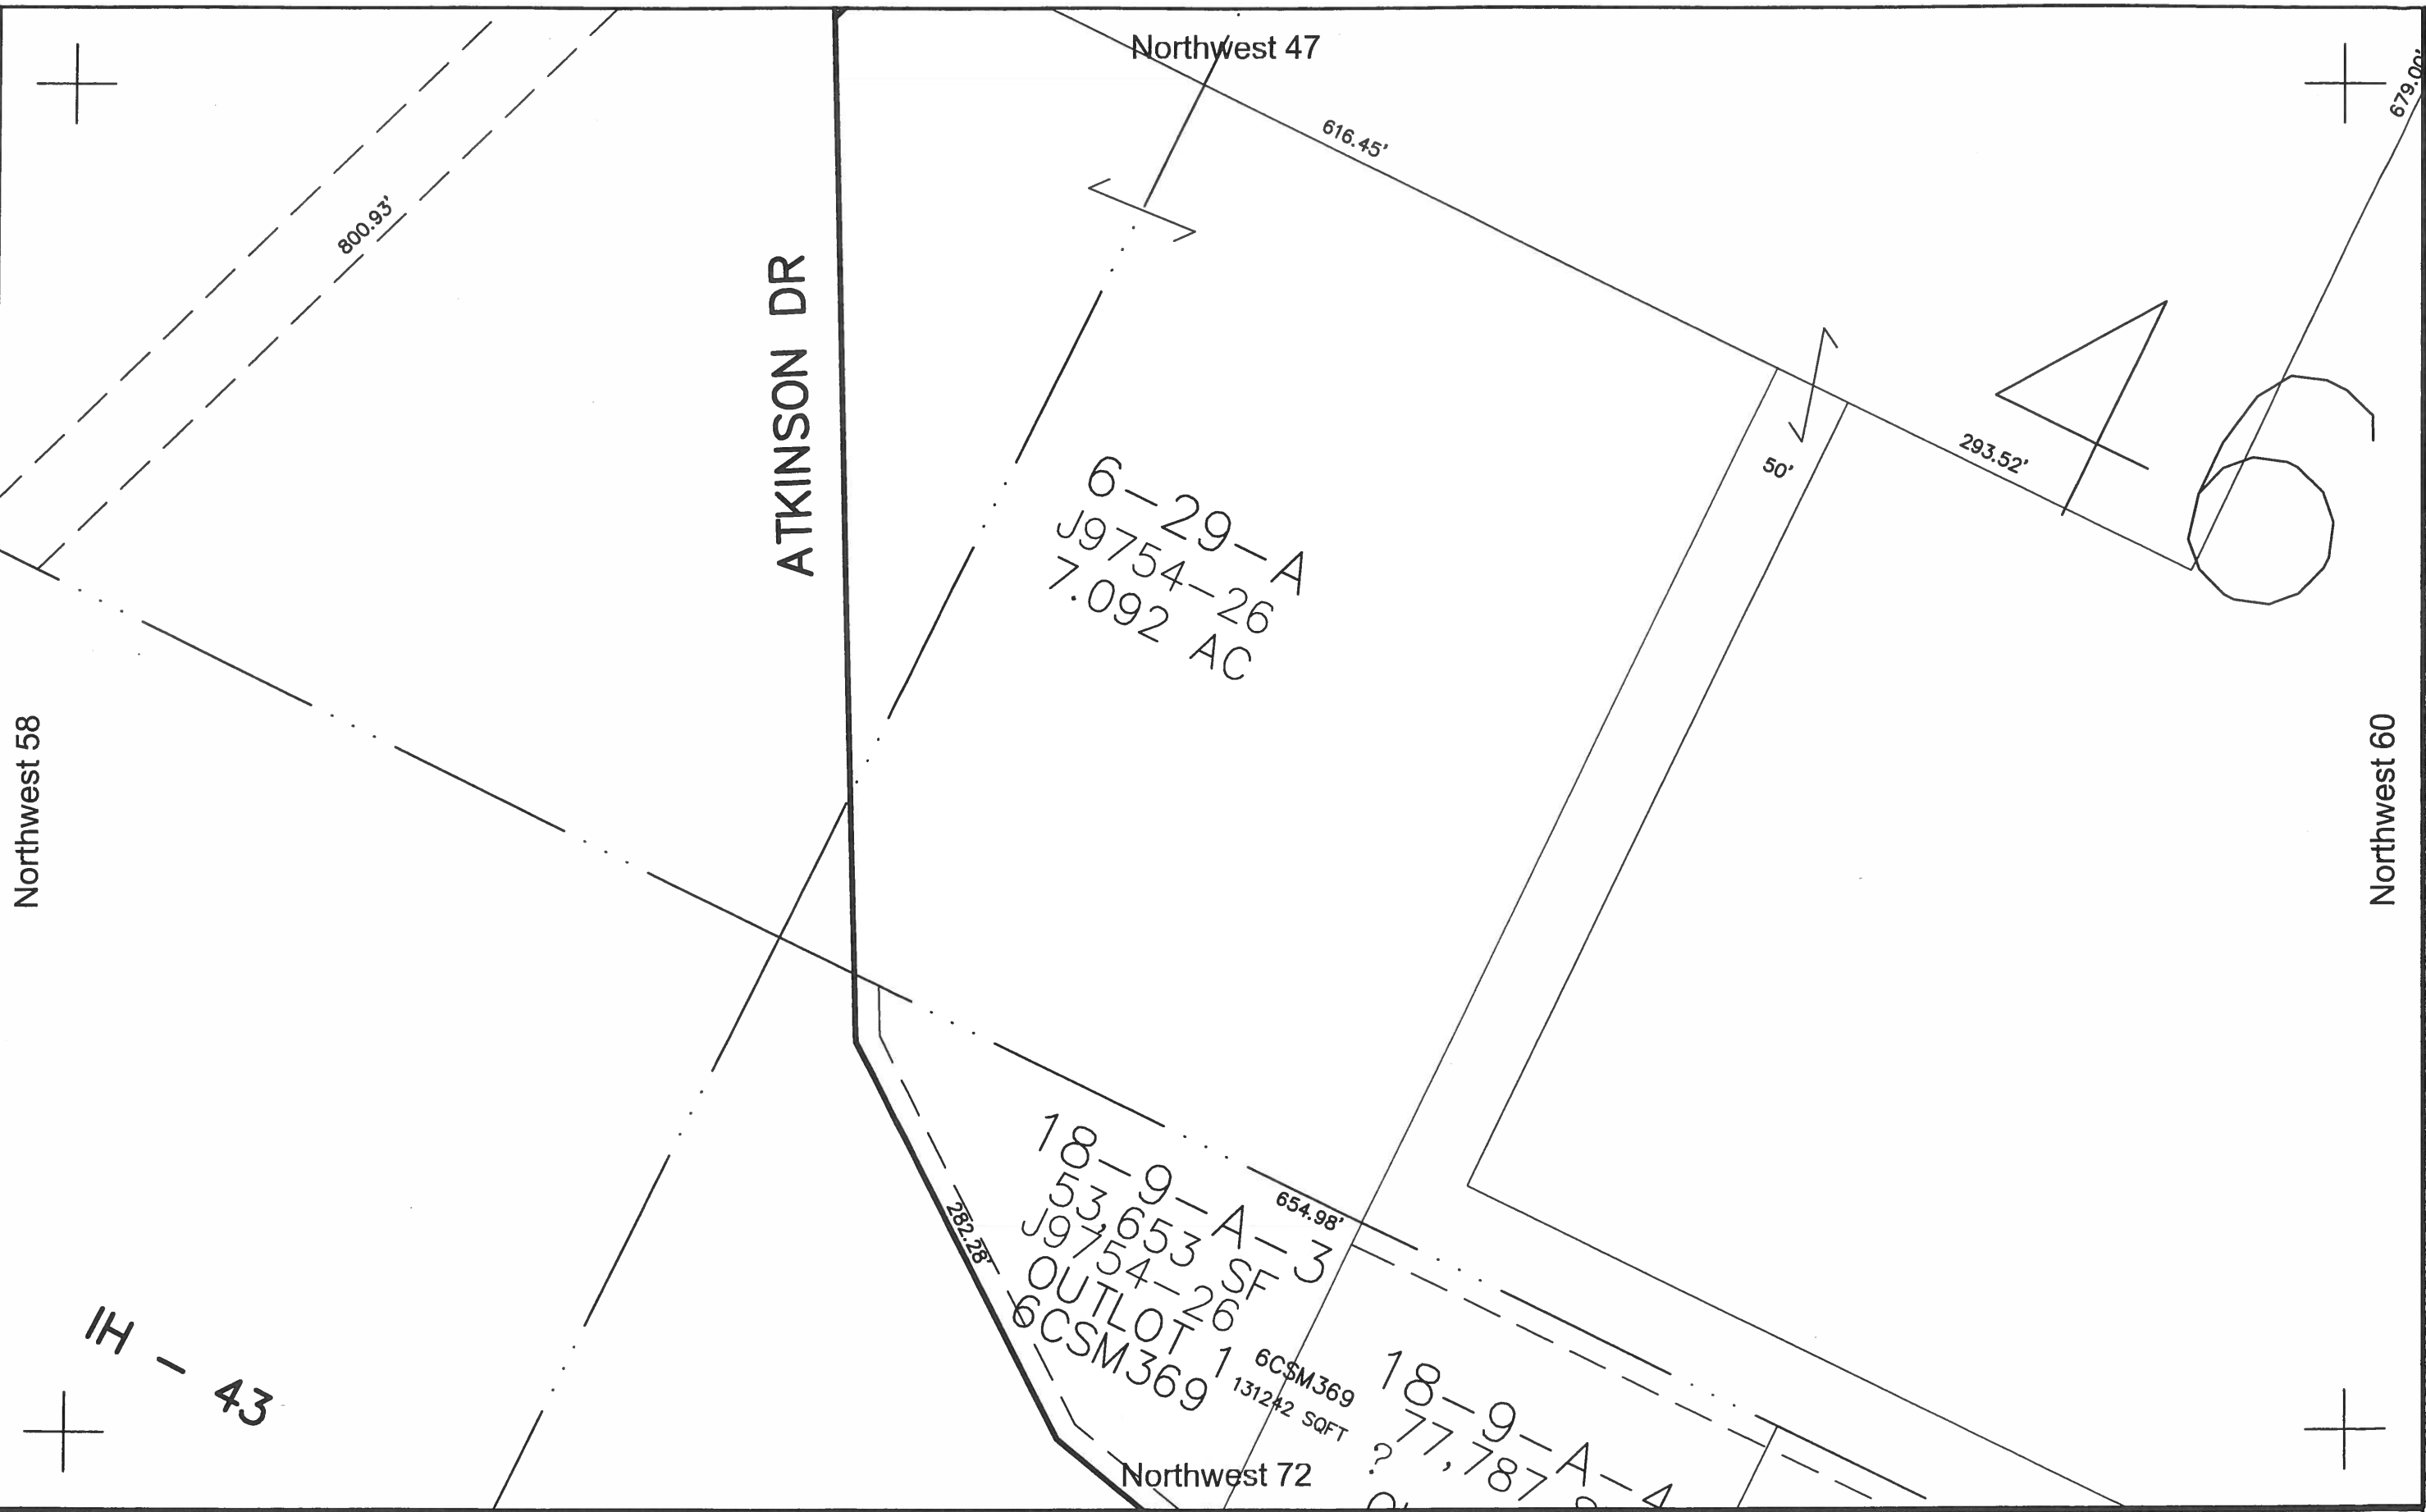 Northwest 47
679.00'
616.45'
800.93'
ATKINSON DR
46
50'
293.52'
6-29-A
J9754-26
7.092 AC
Northwest 58
Northwest 60
18-9-A-3
53,653 SF
J9754-26
OUTLOT 1
6CSM369
654.98'
282.28'
6CSM369
131242 SQFT
18-9-A-4
77,787
?
IH - 43
Northwest 72